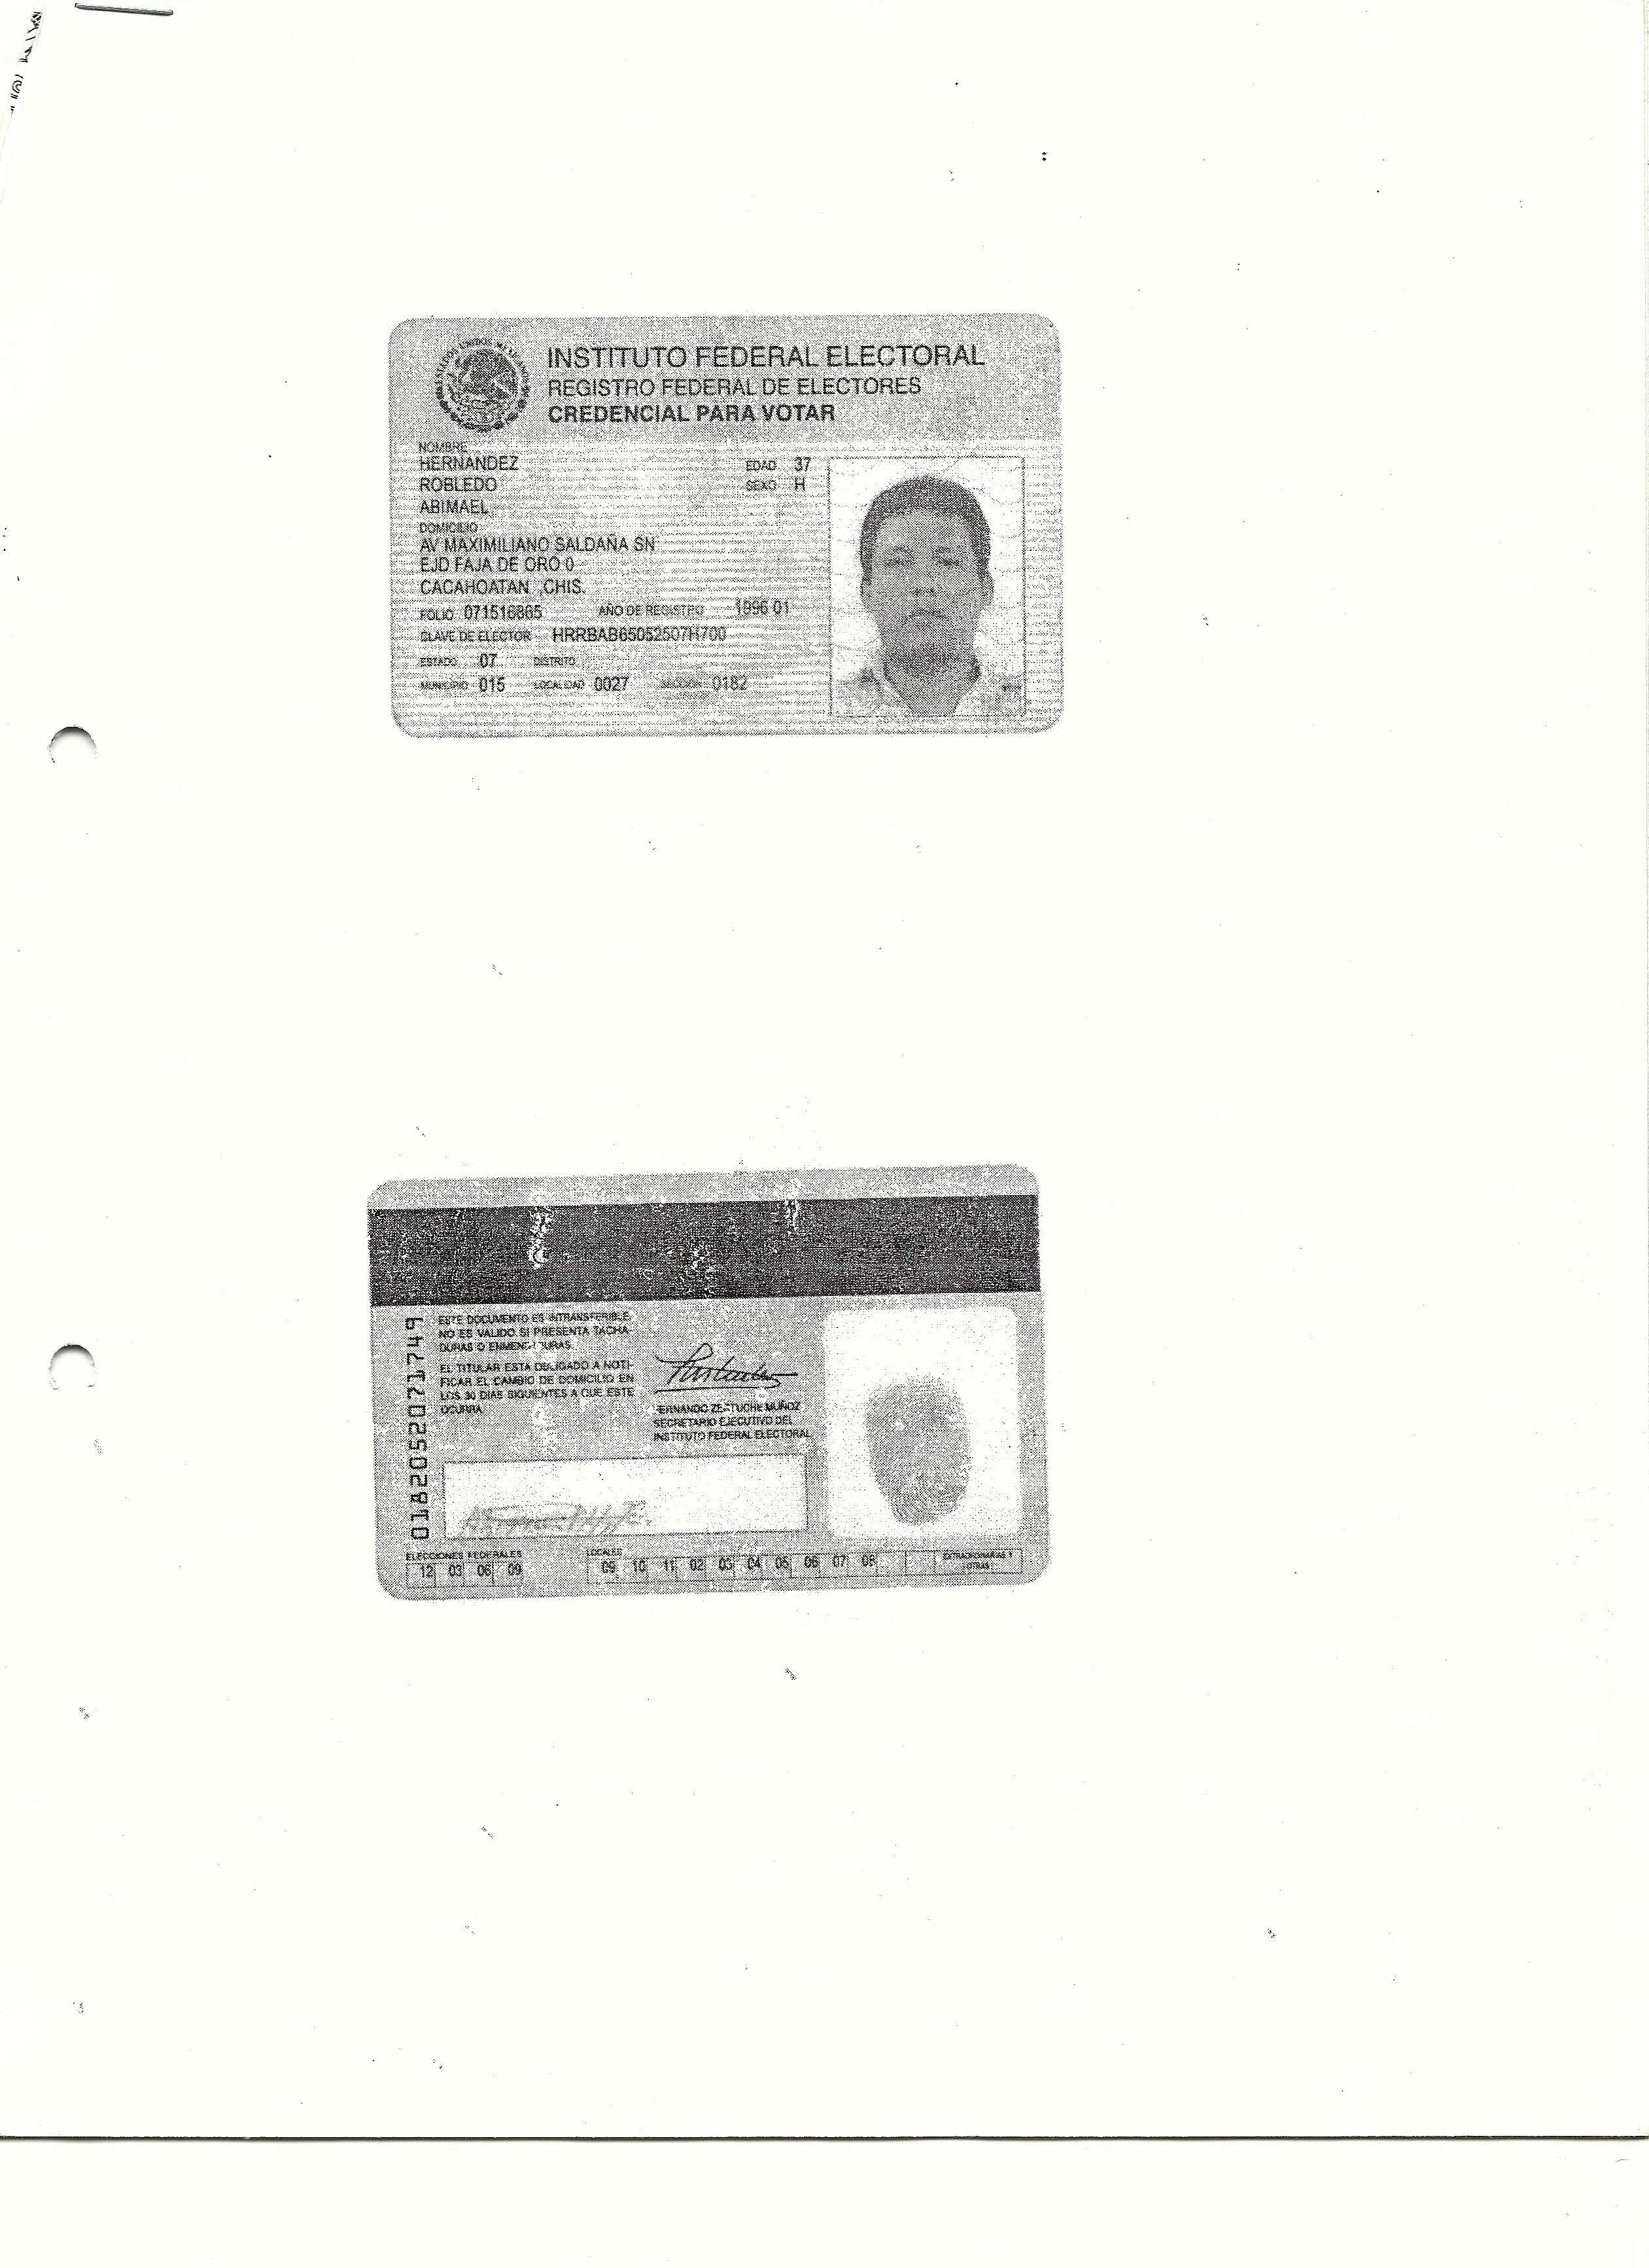 INSTITUTO FEDERAL ELECTORAL
REGISTRO FEDERAL DE ELECTORES
CREDENCIAL PARA VOTAR
NOMBRE
HERNANDEZ
ROBLEDO
ABIMAEL
EDAD 37
SEXO H
DOMICILIO
AV MAXIMILIANO SALDAÑA SN
EJD FAJA DE ORO 0
CACAHOATAN ,CHIS.
FOLIO 071516865 AÑO DE REGISTRO 1996 01
CLAVE DE ELECTOR HRRBAB65052507H700
ESTADO 07 DISTRITO
MUNICIPIO 015 LOCALIDAD 0027 SECCION 0182
ESTE DOCUMENTO ES INTRANSFERIBLE.
NO ES VALIDO SI PRESENTA TACHA-
DURAS O ENMENDADURAS.
EL TITULAR ESTA OBLIGADO A NOTI-
FICAR EL CAMBIO DE DOMICILIO EN
LOS 30 DIAS SIGUIENTES A QUE ESTE
OCURRA.
FERNANDO ZERTUCHE MUÑOZ
SECRETARIO EJECUTIVO DEL
INSTITUTO FEDERAL ELECTORAL
0182052071749
ELECCIONES FEDERALES
12 03 06 09
LOCALES
09 10 11 02 03 04 05 06 07 08
EXTRAORDINARIAS Y
OTRAS